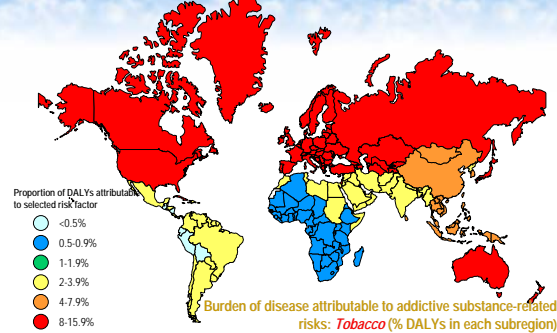 Proportion of DALYs attributable
to selected risk factor
<0.5%
0.5-0.9%
1-1.9%
2-3.9%
4-7.9%
8-15.9%
Burden of disease attributable to addictive substance-related
risks: Tobacco (% DALYs in each subregion)